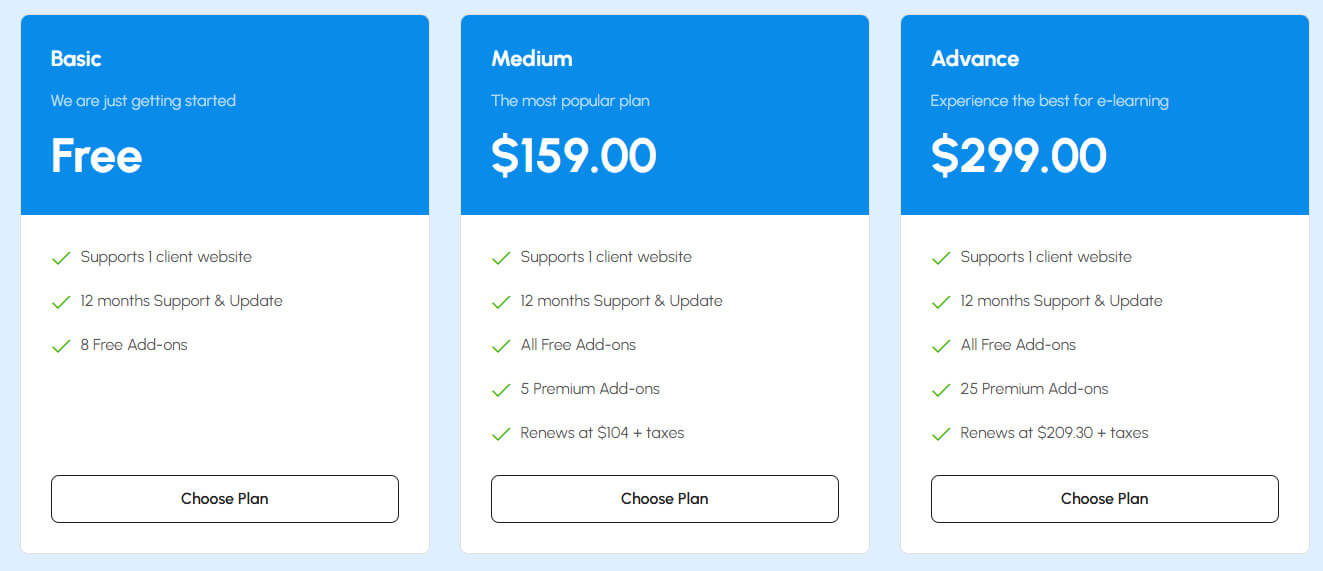 Basic
We are just getting started
Free
Supports 1 client website
12 months Support & Update
8 Free Add-ons
Choose Plan
Medium
The most popular plan
$159.00
Supports 1 client website
12 months Support & Update
All Free Add-ons
5 Premium Add-ons
Renews at $104 + taxes
Choose Plan
Advance
Experience the best for e-learning
$299.00
Supports 1 client website
12 months Support & Update
All Free Add-ons
25 Premium Add-ons
Renews at $209.30 + taxes
Choose Plan